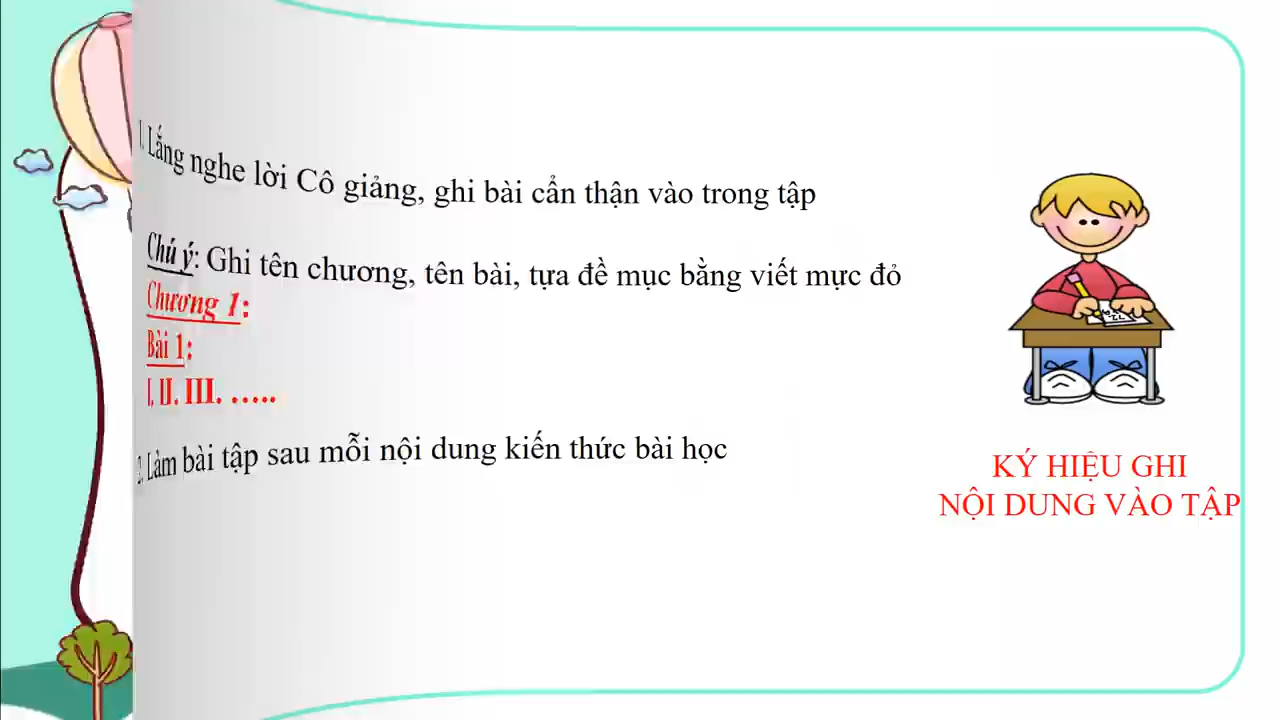 1. Lắng nghe lời Cô giảng, ghi bài cẩn thận vào trong tập
Chú ý: Ghi tên chương, tên bài, tựa đề mục bằng viết mực đỏ
Chương 1:
Bài 1:
I. II. III. …..
2. Làm bài tập sau mỗi nội dung kiến thức bài học
KÝ HIỆU GHI
NỘI DUNG VÀO TẬP